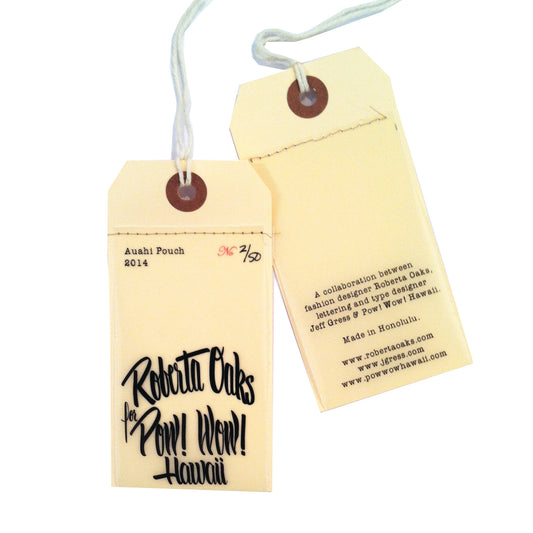 Auahi Pouch No 2/50
2014
Roberta Oaks
for Pow! Wow!
Hawaii
A collaboration between
fashion designer Roberta Oaks,
lettering and type designer
Jeff Gress & Pow! Wow! Hawaii.
Made in Honolulu.
www.robertaoaks.com
www.jgress.com
www.powwowhawaii.com